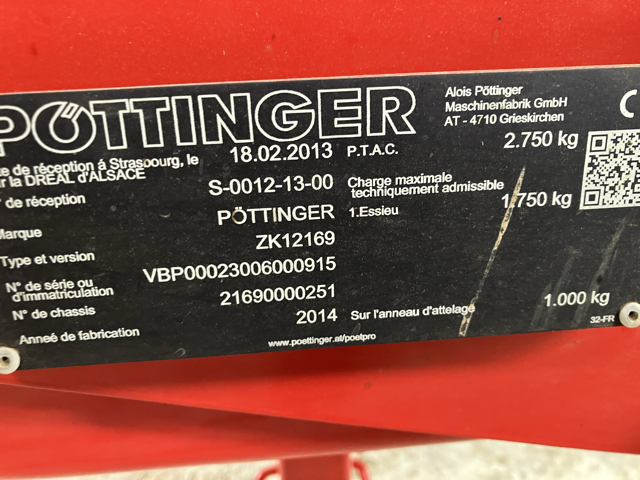 PÖTTINGER
Alois Pöttinger
Maschinenfabrik GmbH
AT - 4710 Grieskirchen
te de réception á Strasbourg, le 18.02.2013
r la DREAL d'ALSACE
° de réception S-0012-13-00
Marque PÖTTINGER
Type et version ZK12169
N° de série ou
d'immatriculation VBP00023006000915
N° de chassis 21690000251
Anneé de fabrication 2014
P.T.A.C. 2.750 kg
Charge maximale
techniquement admissible
1.Essieu 1.750 kg
Sur l'anneau d'attelage 1.000 kg
www.poettinger.at/poetpro
32-FR